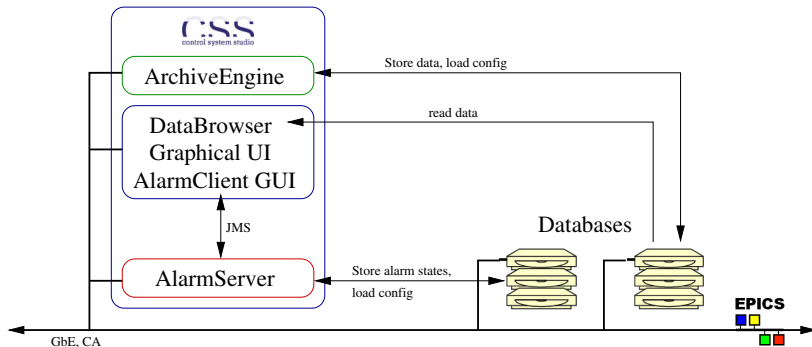 CSS
control system studio
ArchiveEngine
Store data, load config
DataBrowser
Graphical UI
AlarmClient GUI
read data
JMS
Databases
AlarmServer
Store alarm states,
load config
EPICS
GbE, CA